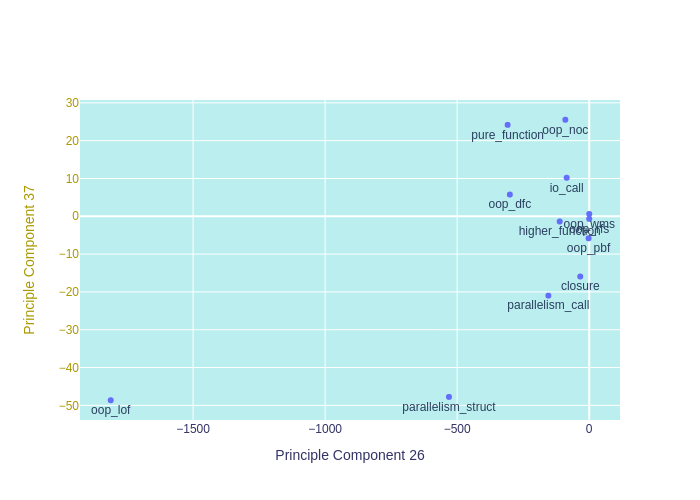 30
20
10
0
−10
−20
−30
−40
−50
Principle Component 37
oop_noc
pure_function
io_call
oop_dfc
oop_wms
higher_function
oop_pbf
closure
parallelism_call
parallelism_struct
oop_lof
−1500
−1000
−500
0
Principle Component 26